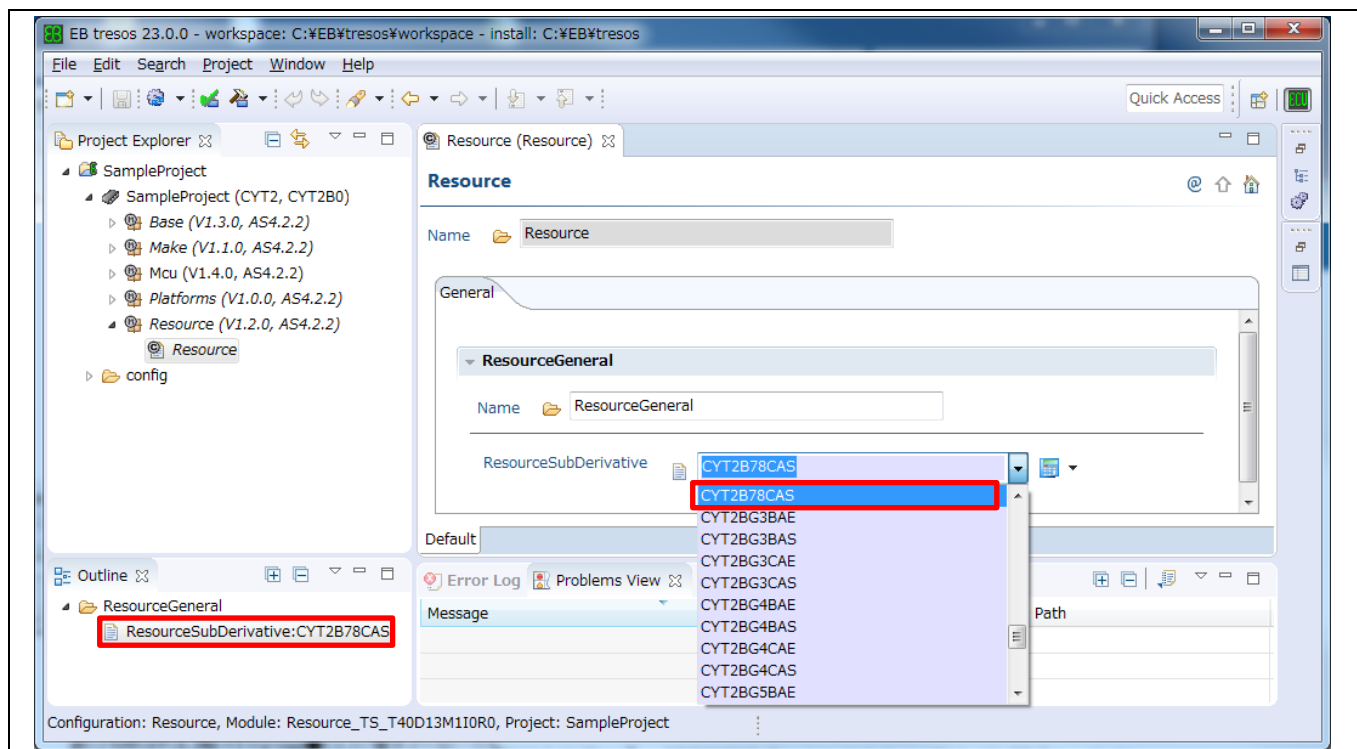 EB tresos 23.0.0 - workspace: C:¥EB¥tresos¥workspace - install: C:¥EB¥tresos
File Edit Search Project Window Help
Quick Access
ECU
Project Explorer
SampleProject
SampleProject (CYT2, CYT2B0)
Base (V1.3.0, AS4.2.2)
Make (V1.1.0, AS4.2.2)
Mcu (V1.4.0, AS4.2.2)
Platforms (V1.0.0, AS4.2.2)
Resource (V1.2.0, AS4.2.2)
Resource
config
Resource (Resource)
Resource
Name Resource
General
ResourceGeneral
Name ResourceGeneral
ResourceSubDerivative CYT2B78CAS
CYT2B78CAS
CYT2BG3BAE
CYT2BG3BAS
CYT2BG3CAE
CYT2BG3CAS
CYT2BG4BAE
CYT2BG4BAS
CYT2BG4CAE
CYT2BG4CAS
CYT2BG5BAE
Default
Outline
ResourceGeneral
ResourceSubDerivative:CYT2B78CAS
Error Log Problems View
Message Path
Configuration: Resource, Module: Resource_TS_T40D13M1I0R0, Project: SampleProject